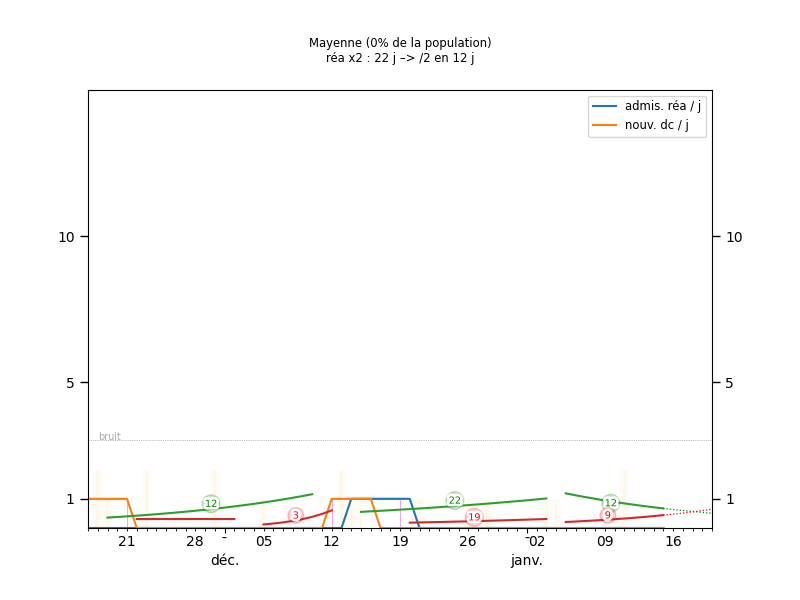 Mayenne (0% de la population)
réa x2 : 22 j –> /2 en 12 j
admis. réa / j
nouv. dc / j
10 10
5 5
bruit
1 1
12 3 22 19 12 9
21 28 - 05 12 19 26 -02 09 16
déc. janv.